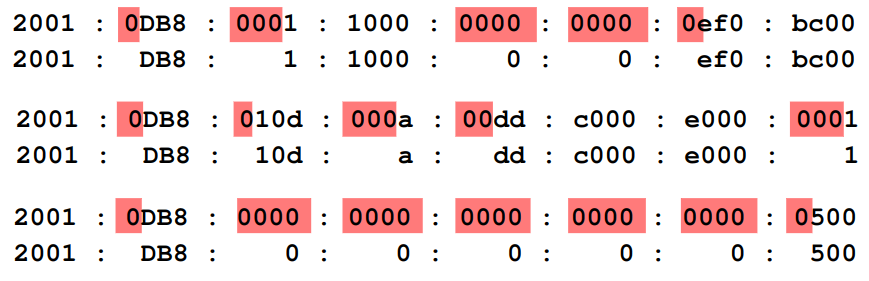 2001 : 0DB8 : 0001 : 1000 : 0000 : 0000 : 0ef0 : bc00
2001 : DB8 : 1 : 1000 : 0 : 0 : ef0 : bc00
2001 : 0DB8 : 010d : 000a : 00dd : c000 : e000 : 0001
2001 : DB8 : 10d : a : dd : c000 : e000 : 1
2001 : 0DB8 : 0000 : 0000 : 0000 : 0000 : 0000 : 0500
2001 : DB8 : 0 : 0 : 0 : 0 : 0 : 500